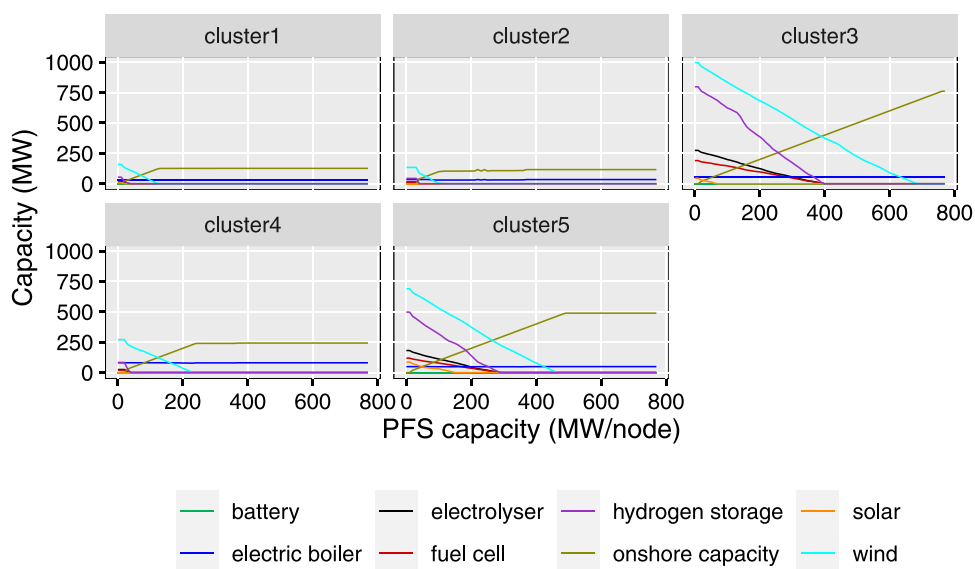 cluster1 cluster2 cluster3
1000
750
500
250
0
0 200 400 600 800
cluster4 cluster5
1000
750
500
250
0
0 200 400 600 800 0 200 400 600 800
Capacity (MW)
PFS capacity (MW/node)
battery electrolyser hydrogen storage solar
electric boiler fuel cell onshore capacity wind